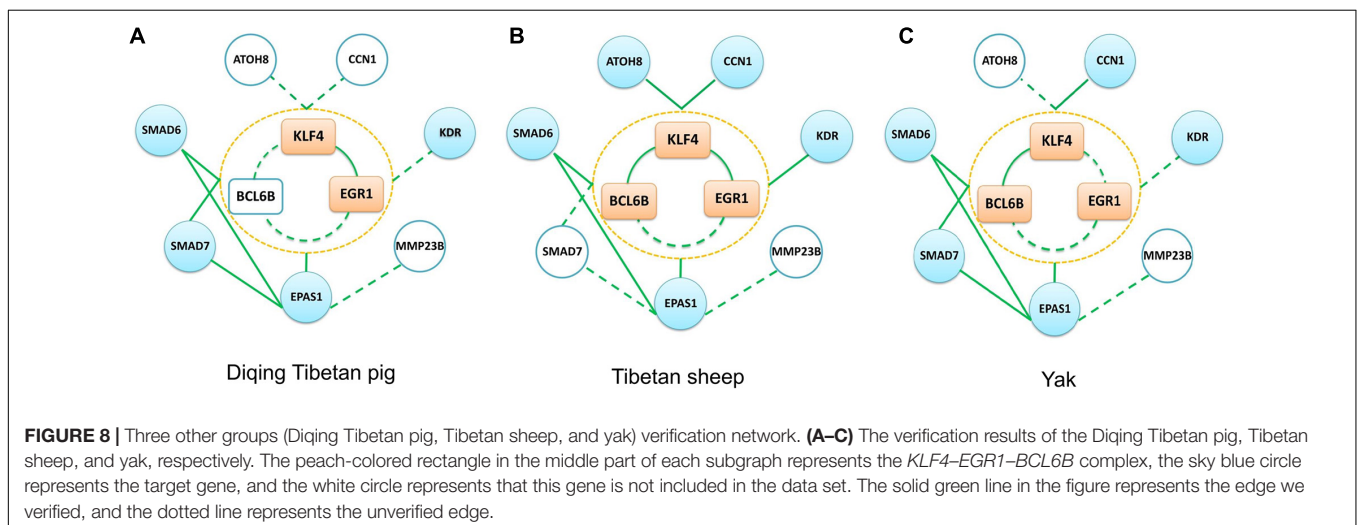 A
B
C
ATOH8
CCN1
SMAD6
KDR
KLF4
BCL6B
EGR1
SMAD7
MMP23B
EPAS1
ATOH8
CCN1
SMAD6
KDR
KLF4
BCL6B
EGR1
SMAD7
MMP23B
EPAS1
ATOH8
CCN1
SMAD6
KDR
KLF4
BCL6B
EGR1
SMAD7
MMP23B
EPAS1
Diqing Tibetan pig
Tibetan sheep
Yak
FIGURE 8 | Three other groups (Diqing Tibetan pig, Tibetan sheep, and yak) verification network. (A–C) The verification results of the Diqing Tibetan pig, Tibetan
sheep, and yak, respectively. The peach-colored rectangle in the middle part of each subgraph represents the KLF4–EGR1–BCL6B complex, the sky blue circle
represents the target gene, and the white circle represents that this gene is not included in the data set. The solid green line in the figure represents the edge we
verified, and the dotted line represents the unverified edge.